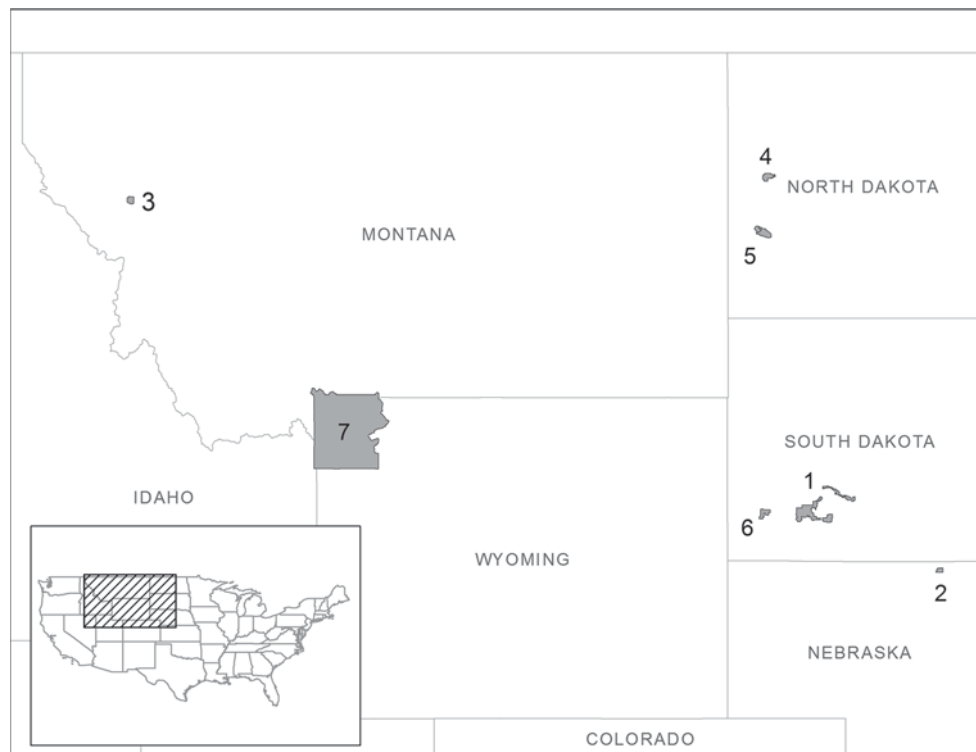 4
NORTH DAKOTA
3
MONTANA
5
7
SOUTH DAKOTA
1
IDAHO
6
WYOMING
2
NEBRASKA
COLORADO